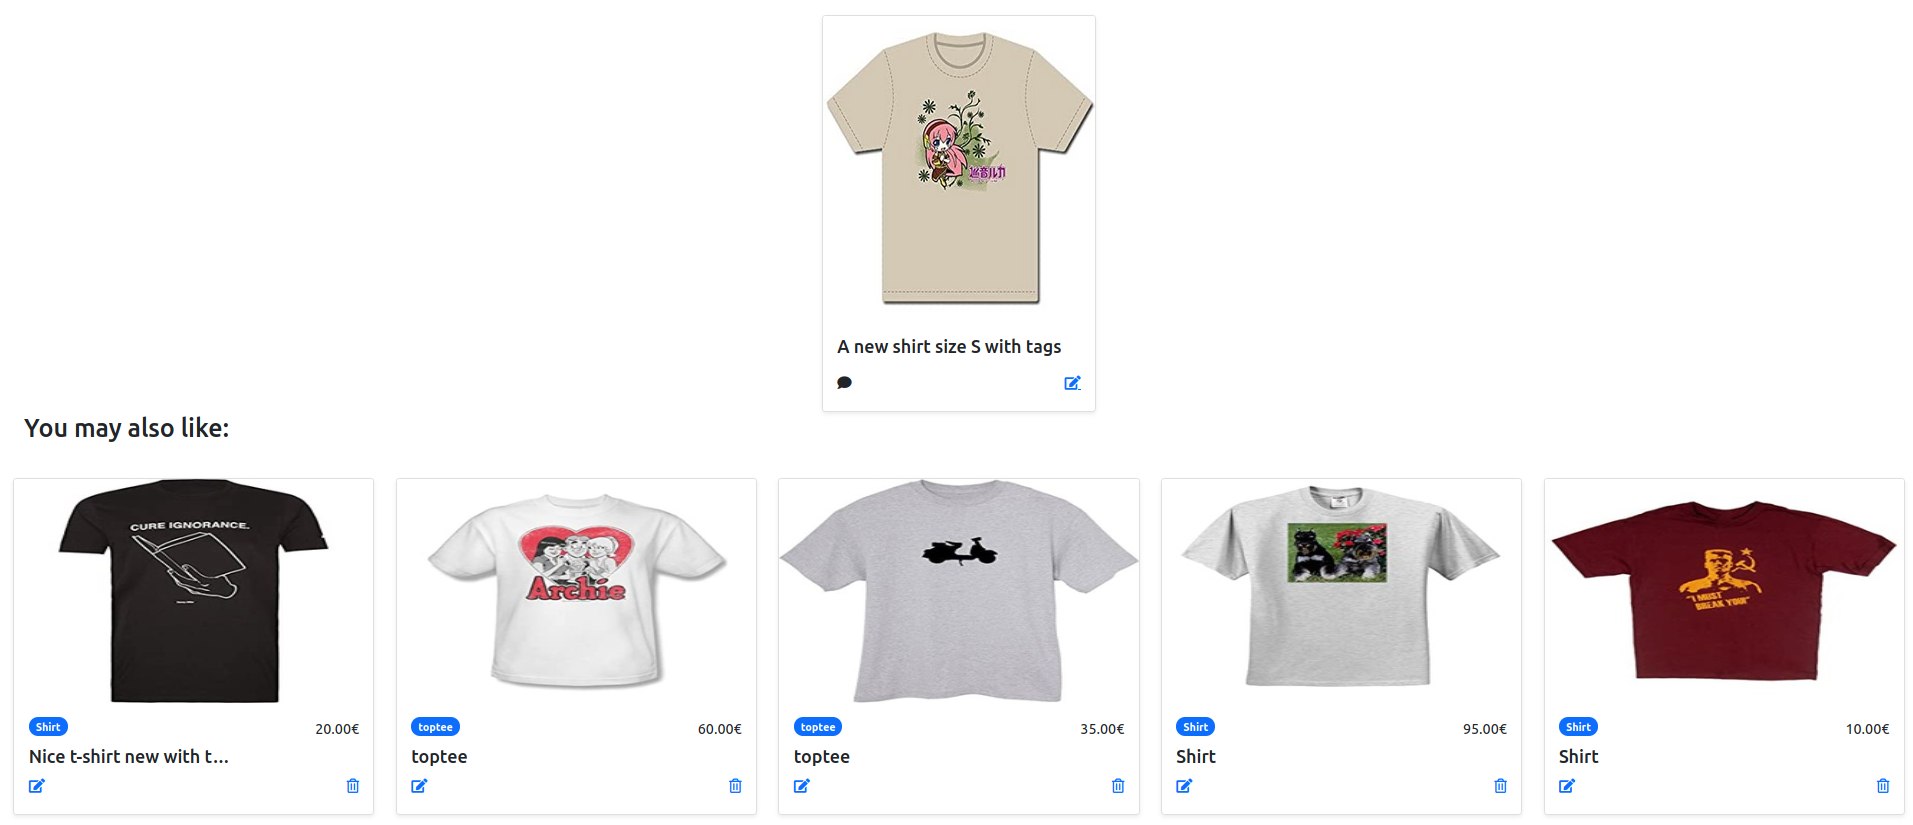 巡音ルカ
A new shirt size S with tags
You may also like:
CURE IGNORANCE.
Archie
"I MUST
BREAK YOU!"
Shirt
20.00€
toptee
60.00€
toptee
35.00€
Shirt
95.00€
Shirt
10.00€
Nice t-shirt new with t...
toptee
toptee
Shirt
Shirt